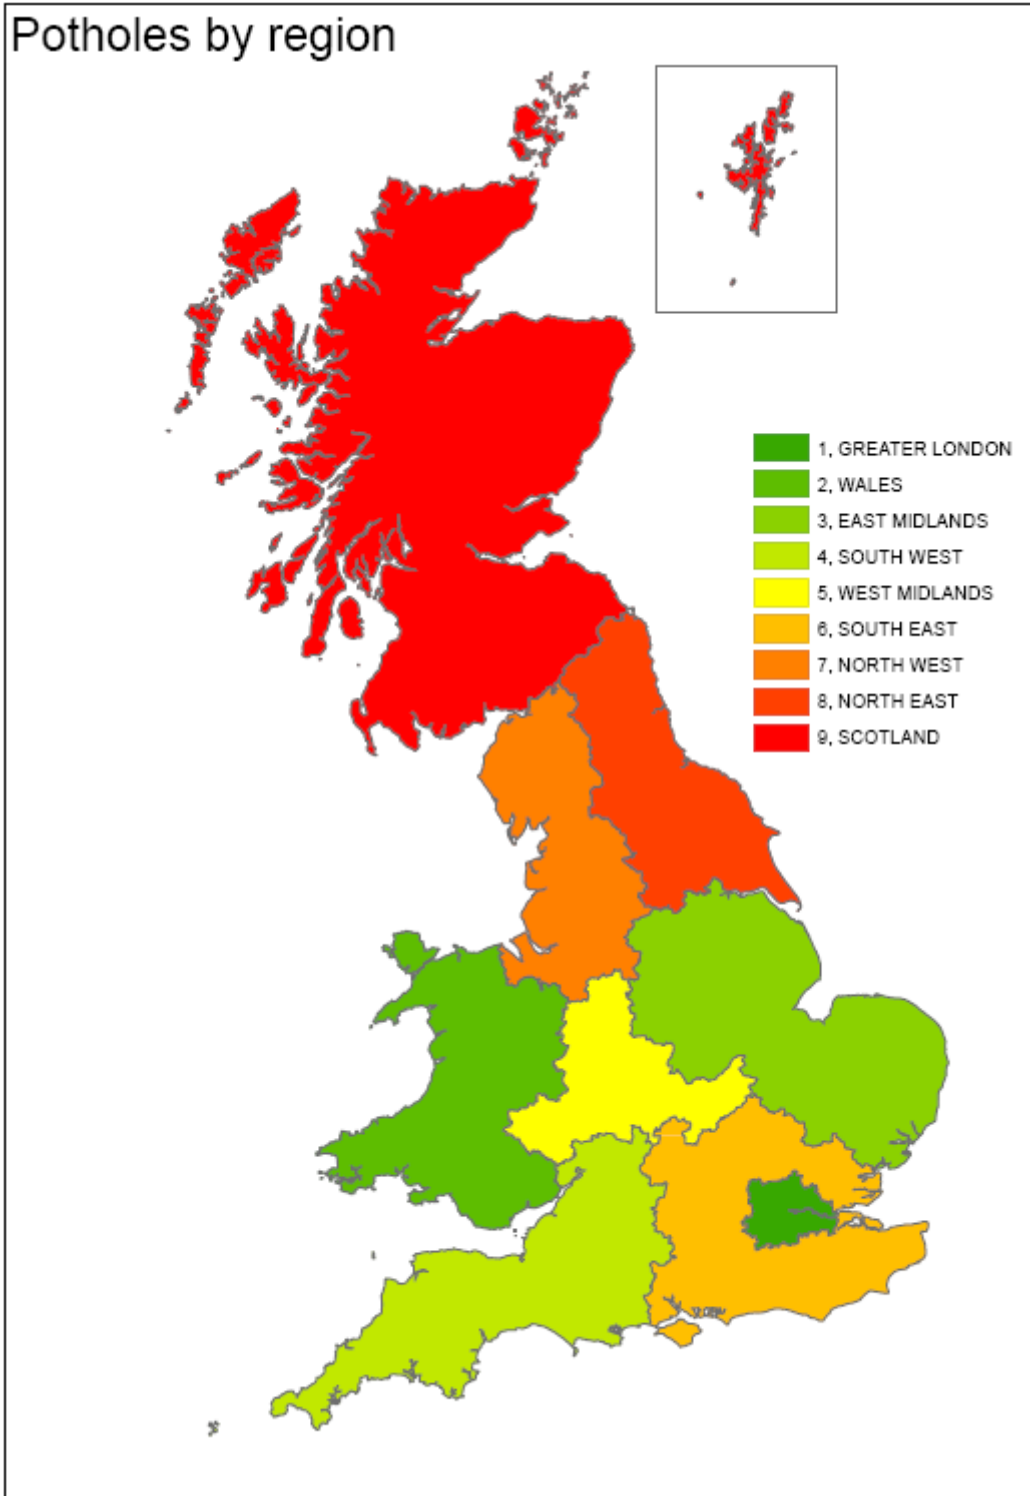 Potholes by region
1, GREATER LONDON
2, WALES
3, EAST MIDLANDS
4, SOUTH WEST
5, WEST MIDLANDS
6, SOUTH EAST
7, NORTH WEST
8, NORTH EAST
9, SCOTLAND